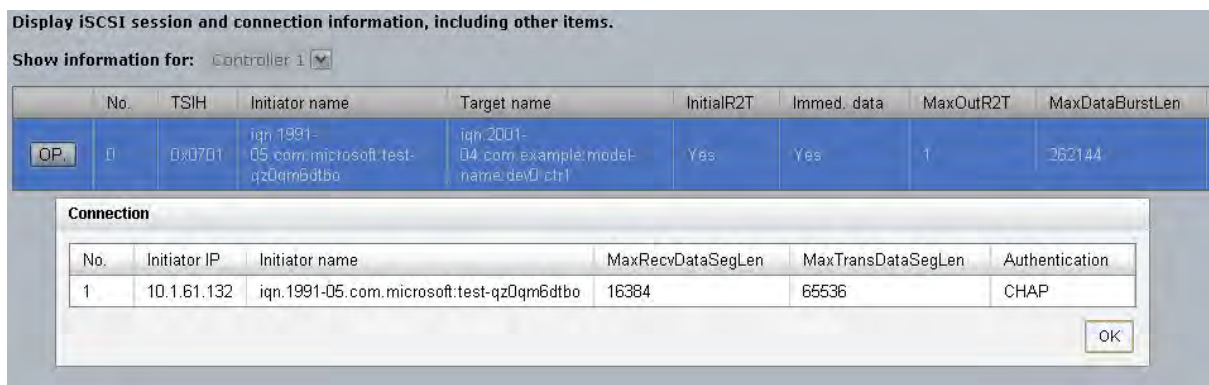 Display iSCSI session and connection information, including other items.
Show information for: Controller 1
No. TSIH Initiator name Target name InitialR2T Immed. data MaxOutR2T MaxDataBurstLen
OP. 0 0x0701 iqn.1991-05.com.microsoft:test-qz0qm6dtbo iqn.2001-04.com.example:model-name:dev0.ctr1 Yes Yes 1 262144
Connection
No. Initiator IP Initiator name MaxRecvDataSegLen MaxTransDataSegLen Authentication
1 10.1.61.132 iqn.1991-05.com.microsoft:test-qz0qm6dtbo 16384 65536 CHAP
OK